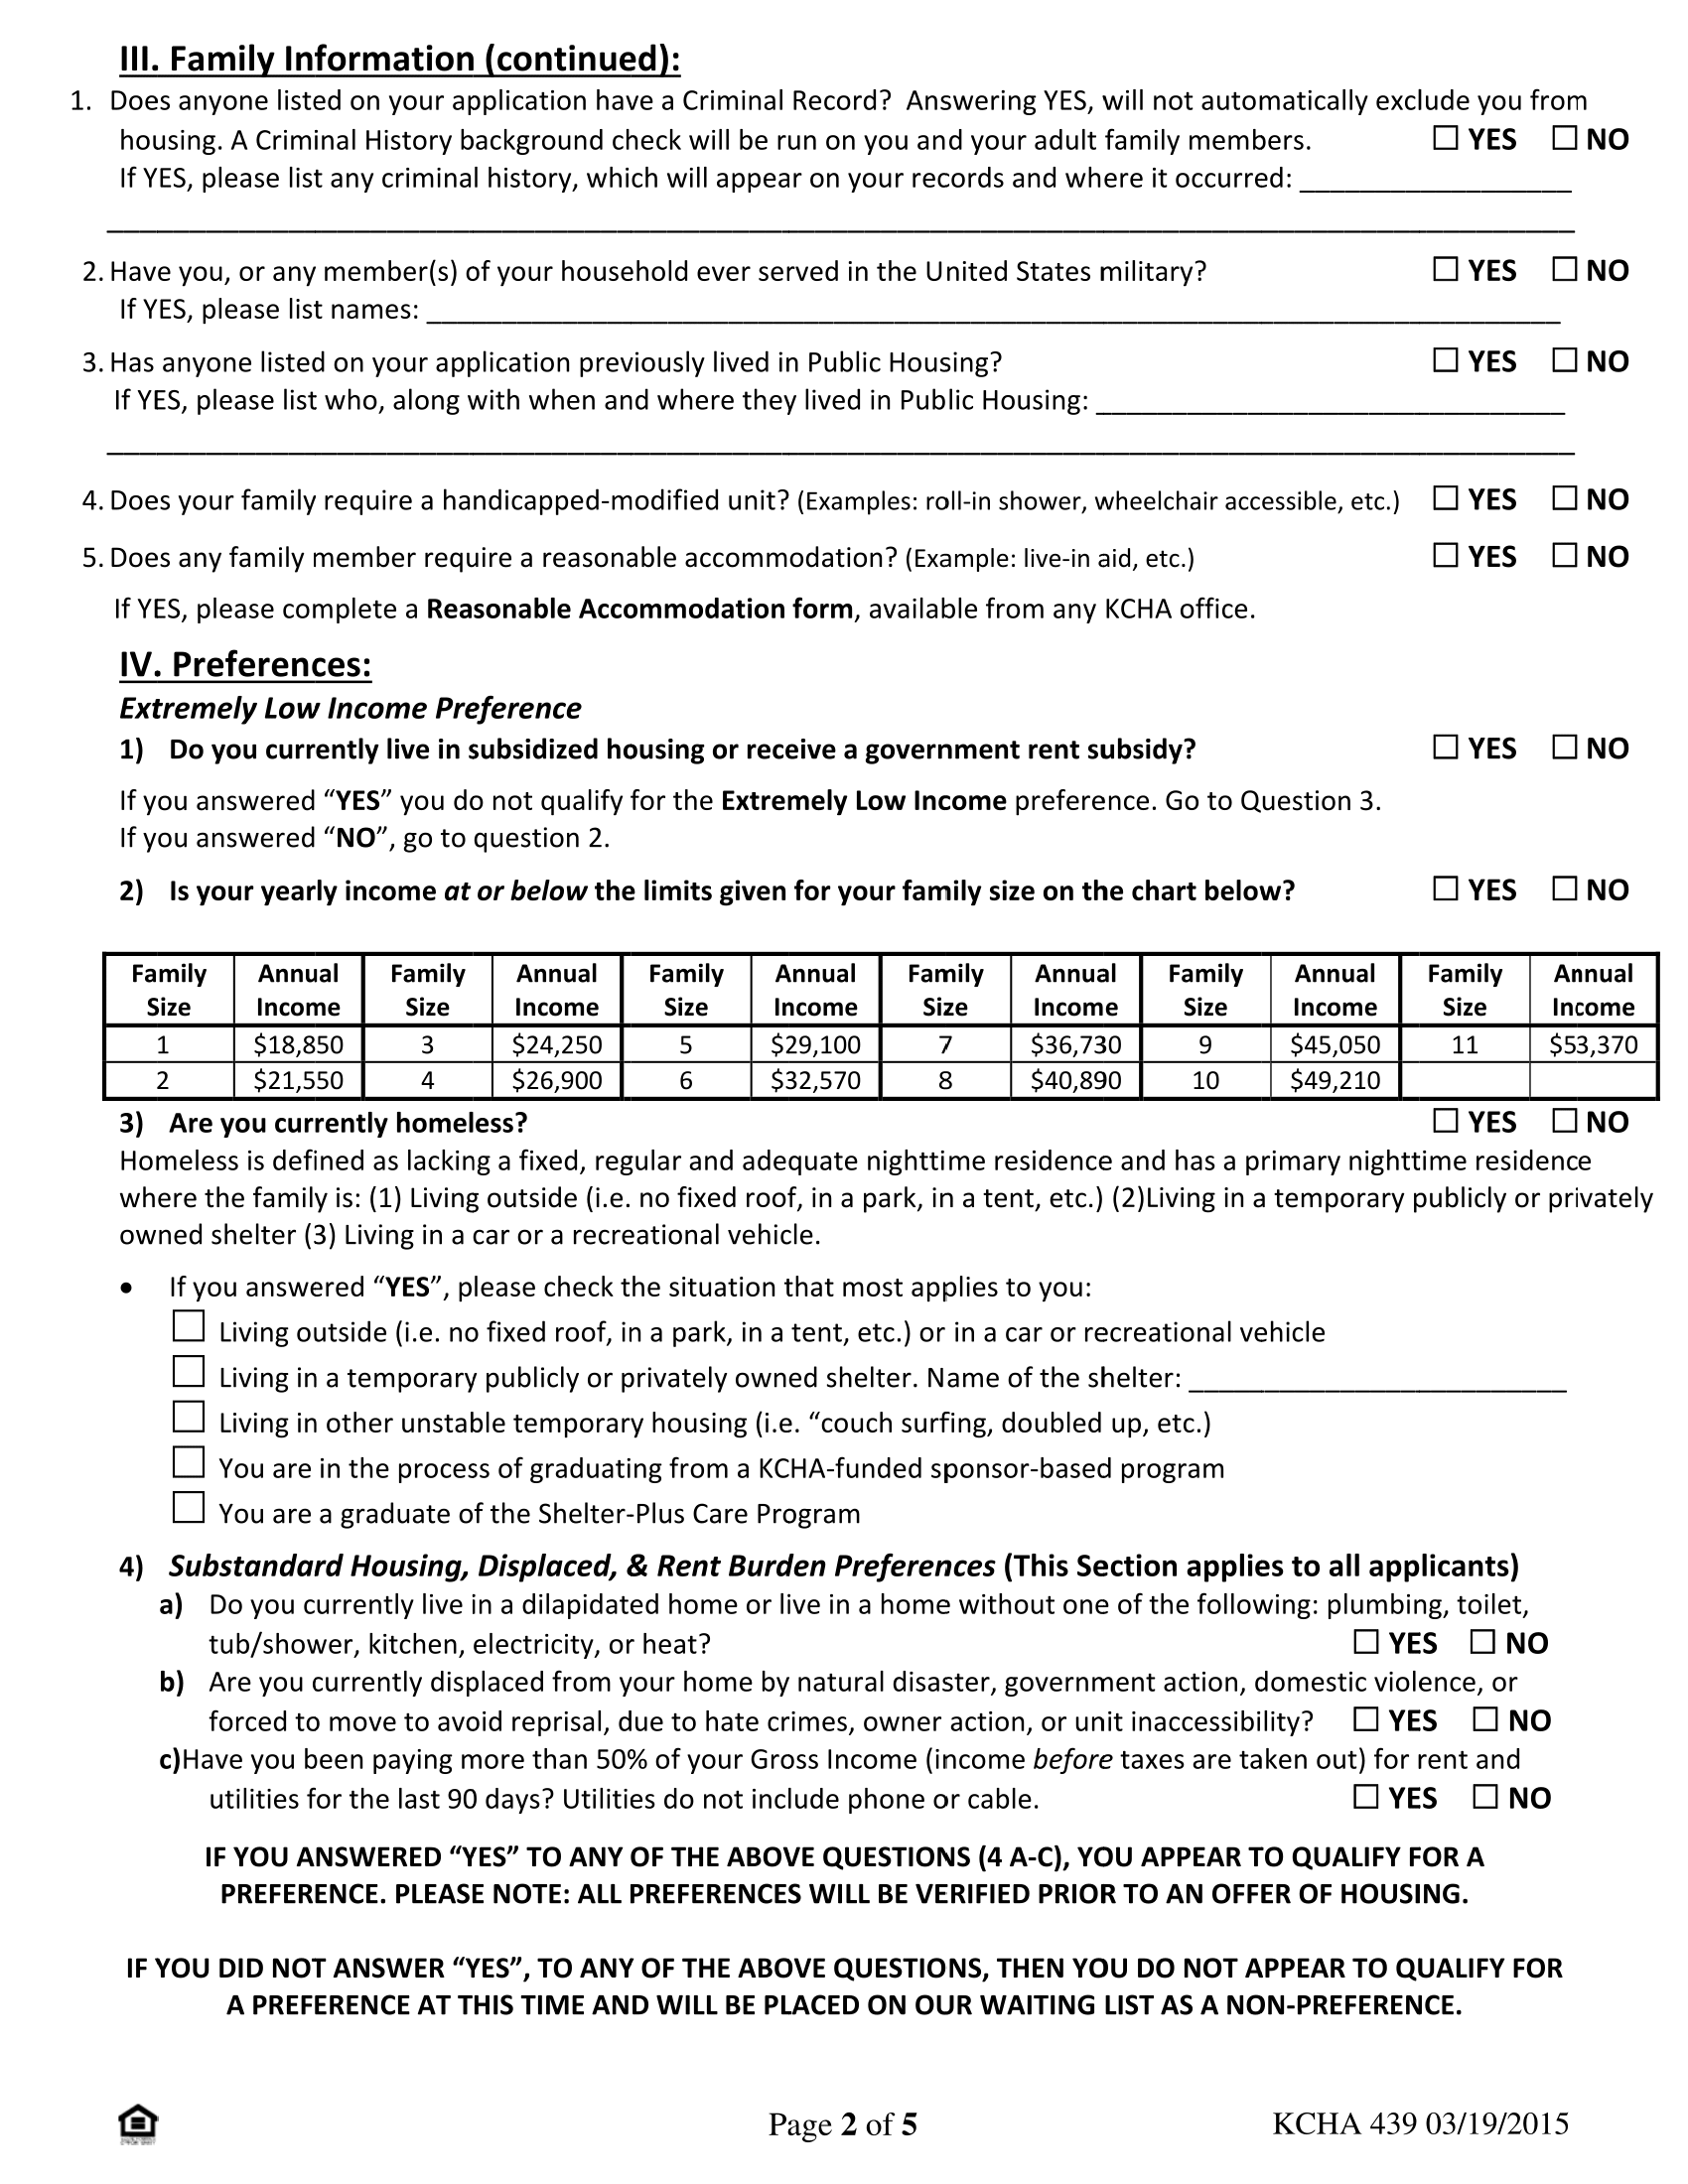 III. Family Information (continued):
1. Does anyone listed on your application have a Criminal Record? Answering YES, will not automatically exclude you from
housing. A Criminal History background check will be run on you and your adult family members. ☐ YES ☐ NO
If YES, please list any criminal history, which will appear on your records and where it occurred: __________________
2. Have you, or any member(s) of your household ever served in the United States military? ☐ YES ☐ NO
If YES, please list names: __________________
3. Has anyone listed on your application previously lived in Public Housing? ☐ YES ☐ NO
If YES, please list who, along with when and where they lived in Public Housing: __________________
4. Does your family require a handicapped-modified unit? (Examples: roll-in shower, wheelchair accessible, etc.) ☐ YES ☐ NO
5. Does any family member require a reasonable accommodation? (Example: live-in aid, etc.) ☐ YES ☐ NO
If YES, please complete a Reasonable Accommodation form, available from any KCHA office.
IV. Preferences:
Extremely Low Income Preference
1) Do you currently live in subsidized housing or receive a government rent subsidy? ☐ YES ☐ NO
If you answered “YES” you do not qualify for the Extremely Low Income preference. Go to Question 3.
If you answered “NO”, go to question 2.
2) Is your yearly income at or below the limits given for your family size on the chart below? ☐ YES ☐ NO
Family Annual Family Annual Family Annual Family Annual Family Annual Family Annual
Size Income Size Income Size Income Size Income Size Income Size Income
1 $18,850 3 $24,250 5 $29,100 7 $36,730 9 $45,050 11 $53,370
2 $21,550 4 $26,900 6 $32,570 8 $40,890 10 $49,210
3) Are you currently homeless? ☐ YES ☐ NO
Homeless is defined as lacking a fixed, regular and adequate nighttime residence and has a primary nighttime residence
where the family is: (1) Living outside (i.e. no fixed roof, in a park, in a tent, etc.) (2)Living in a temporary publicly or privately
owned shelter (3) Living in a car or a recreational vehicle.
• If you answered “YES”, please check the situation that most applies to you:
☐ Living outside (i.e. no fixed roof, in a park, in a tent, etc.) or in a car or recreational vehicle
☐ Living in a temporary publicly or privately owned shelter. Name of the shelter: __________________
☐ Living in other unstable temporary housing (i.e. “couch surfing, doubled up, etc.)
☐ You are in the process of graduating from a KCHA-funded sponsor-based program
☐ You are a graduate of the Shelter-Plus Care Program
4) Substandard Housing, Displaced, & Rent Burden Preferences (This Section applies to all applicants)
a) Do you currently live in a dilapidated home or live in a home without one of the following: plumbing, toilet,
tub/shower, kitchen, electricity, or heat? ☐ YES ☐ NO
b) Are you currently displaced from your home by natural disaster, government action, domestic violence, or
forced to move to avoid reprisal, due to hate crimes, owner action, or unit inaccessibility? ☐ YES ☐ NO
c)Have you been paying more than 50% of your Gross Income (income before taxes are taken out) for rent and
utilities for the last 90 days? Utilities do not include phone or cable. ☐ YES ☐ NO
IF YOU ANSWERED “YES” TO ANY OF THE ABOVE QUESTIONS (4 A-C), YOU APPEAR TO QUALIFY FOR A
PREFERENCE. PLEASE NOTE: ALL PREFERENCES WILL BE VERIFIED PRIOR TO AN OFFER OF HOUSING.
IF YOU DID NOT ANSWER “YES”, TO ANY OF THE ABOVE QUESTIONS, THEN YOU DO NOT APPEAR TO QUALIFY FOR
A PREFERENCE AT THIS TIME AND WILL BE PLACED ON OUR WAITING LIST AS A NON-PREFERENCE.
Page 2 of 5 KCHA 439 03/19/2015